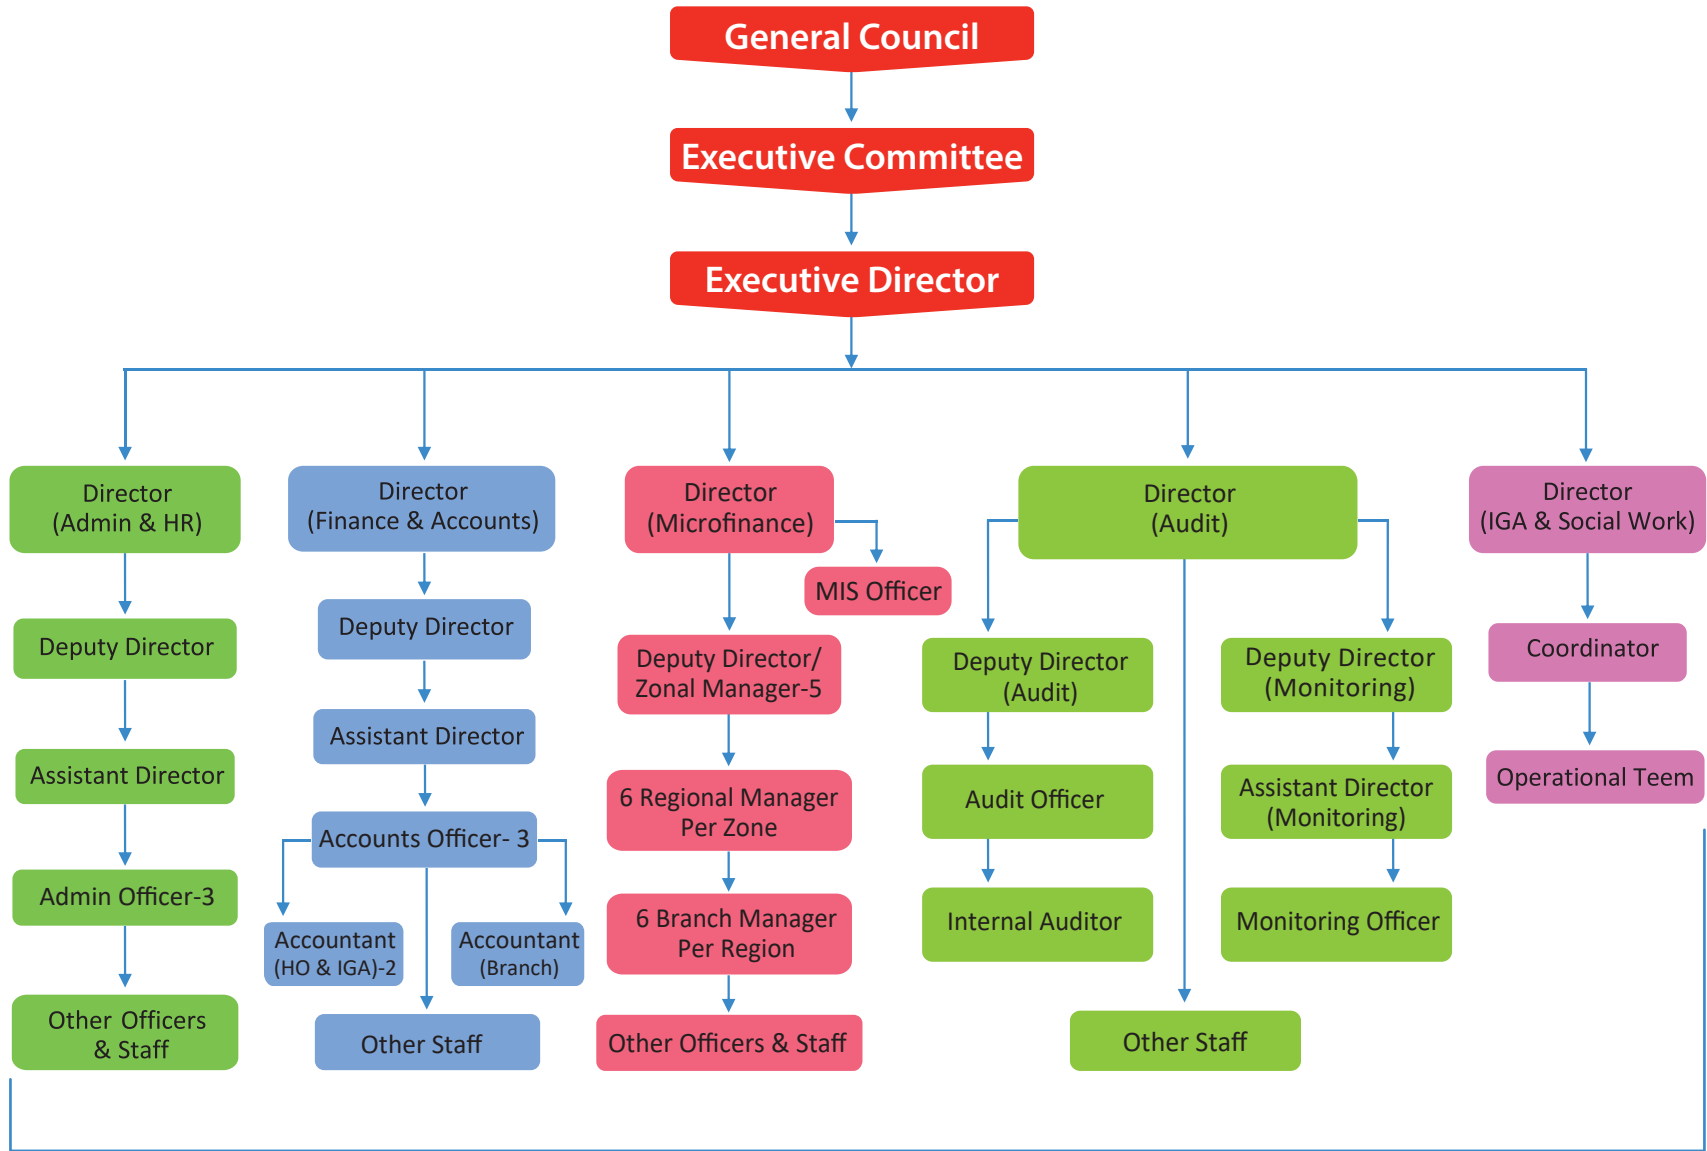 General Council
Executive Committee
Executive Director
Director
(Admin & HR)
Deputy Director
Assistant Director
Admin Officer-3
Other Officers
& Staff
Director
(Finance & Accounts)
Deputy Director
Assistant Director
Accounts Officer- 3
Accountant
(HO & IGA)-2
Accountant
(Branch)
Other Staff
Director
(Microfinance)
MIS Officer
Deputy Director/
Zonal Manager-5
6 Regional Manager
Per Zone
6 Branch Manager
Per Region
Other Officers & Staff
Director
(Audit)
Deputy Director
(Audit)
Audit Officer
Internal Auditor
Deputy Director
(Monitoring)
Assistant Director
(Monitoring)
Monitoring Officer
Other Staff
Director
(IGA & Social Work)
Coordinator
Operational Teem